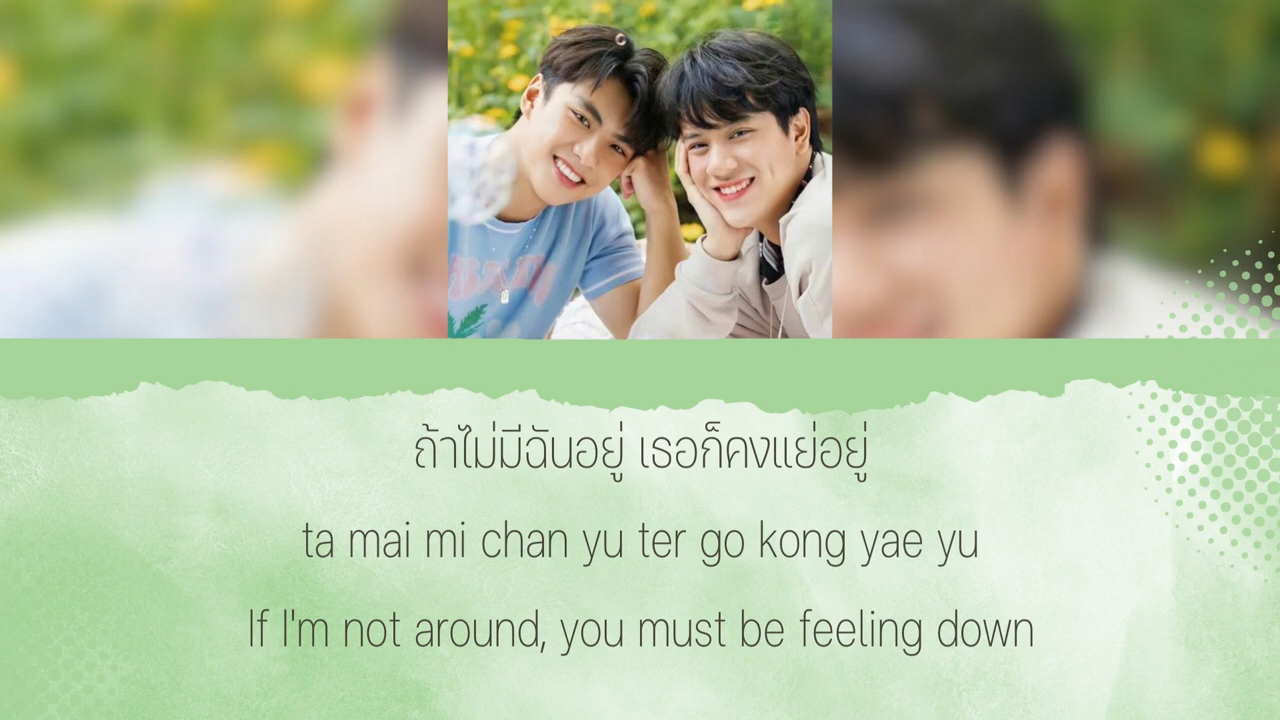 ถ้าไม่มีฉันอยู่ เธอก็คงแย่อยู่
ta mai mi chan yu ter go kong yae yu
If I'm not around, you must be feeling down